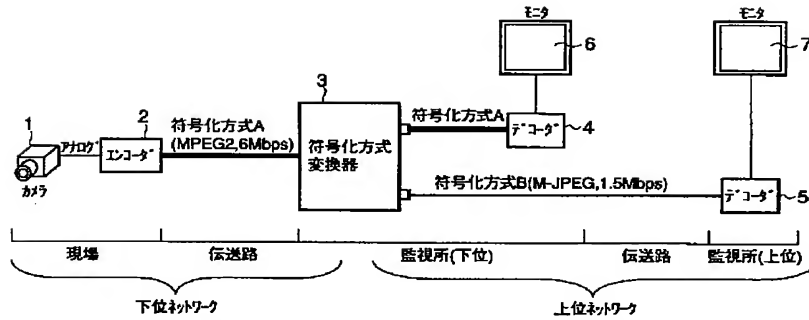 モニタ
モニタ
6
7
3
1
2
符号化方式A
(MPEG2,6Mbps)
アナログ
エンコーダ
カメラ
符号化方式
変換器
符号化方式A
デコーダ
4
符号化方式B(M-JPEG,1.5Mbps)
デコーダ
5
現場
伝送路
監視所(下位)
伝送路
監視所(上位)
下位ネットワーク
上位ネットワーク